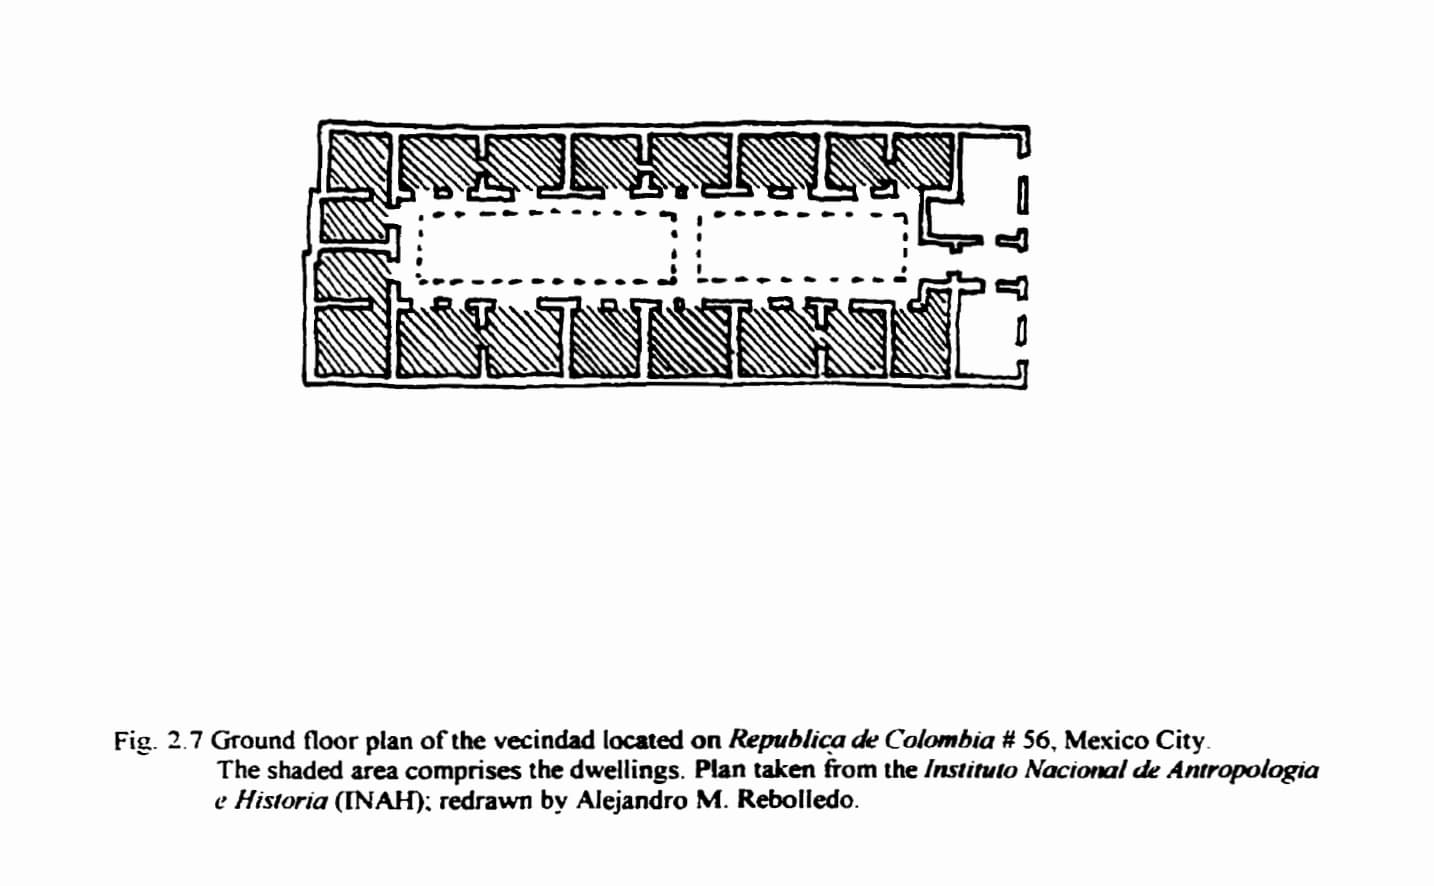 Fig. 2.7 Ground floor plan of the vecindad located on Republica de Colombia # 56, Mexico City.
The shaded area comprises the dwellings. Plan taken from the Instituto Nacional de Antropologia
e Historia (INAH); redrawn by Alejandro M. Rebolledo.